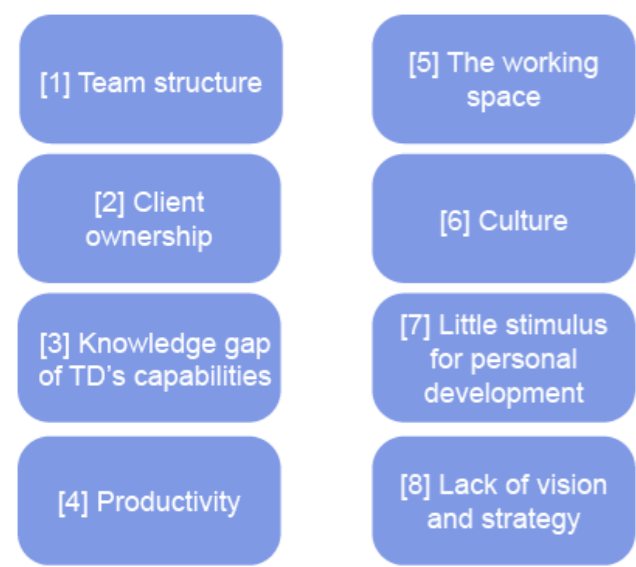 [1] Team structure
[2] Client
ownership
[3] Knowledge gap
of TD's capabilities
[4] Productivity
[5] The working
space
[6] Culture
[7] Little stimulus
for personal
development
[8] Lack of vision
and strategy